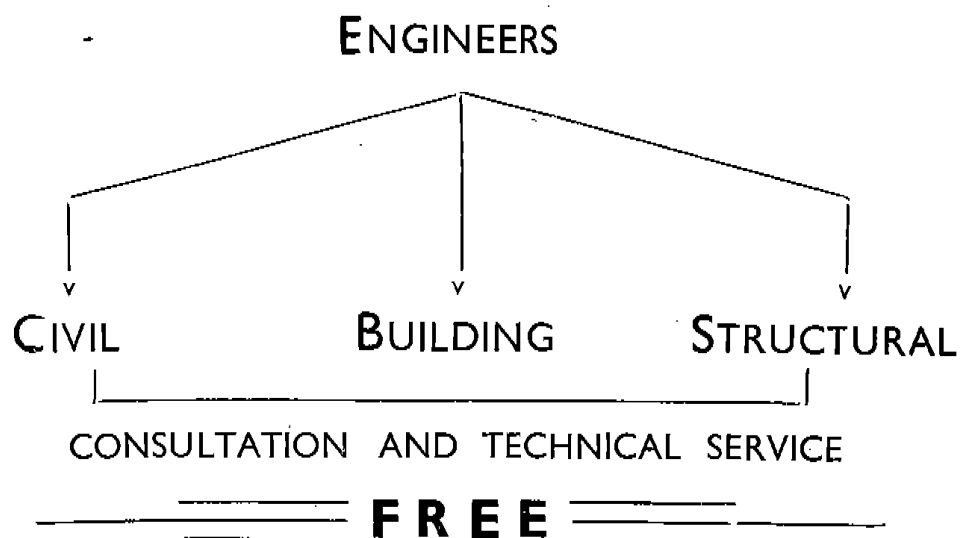 ENGINEERS
CIVIL BUILDING STRUCTURAL
CONSULTATION AND TECHNICAL SERVICE
FREE